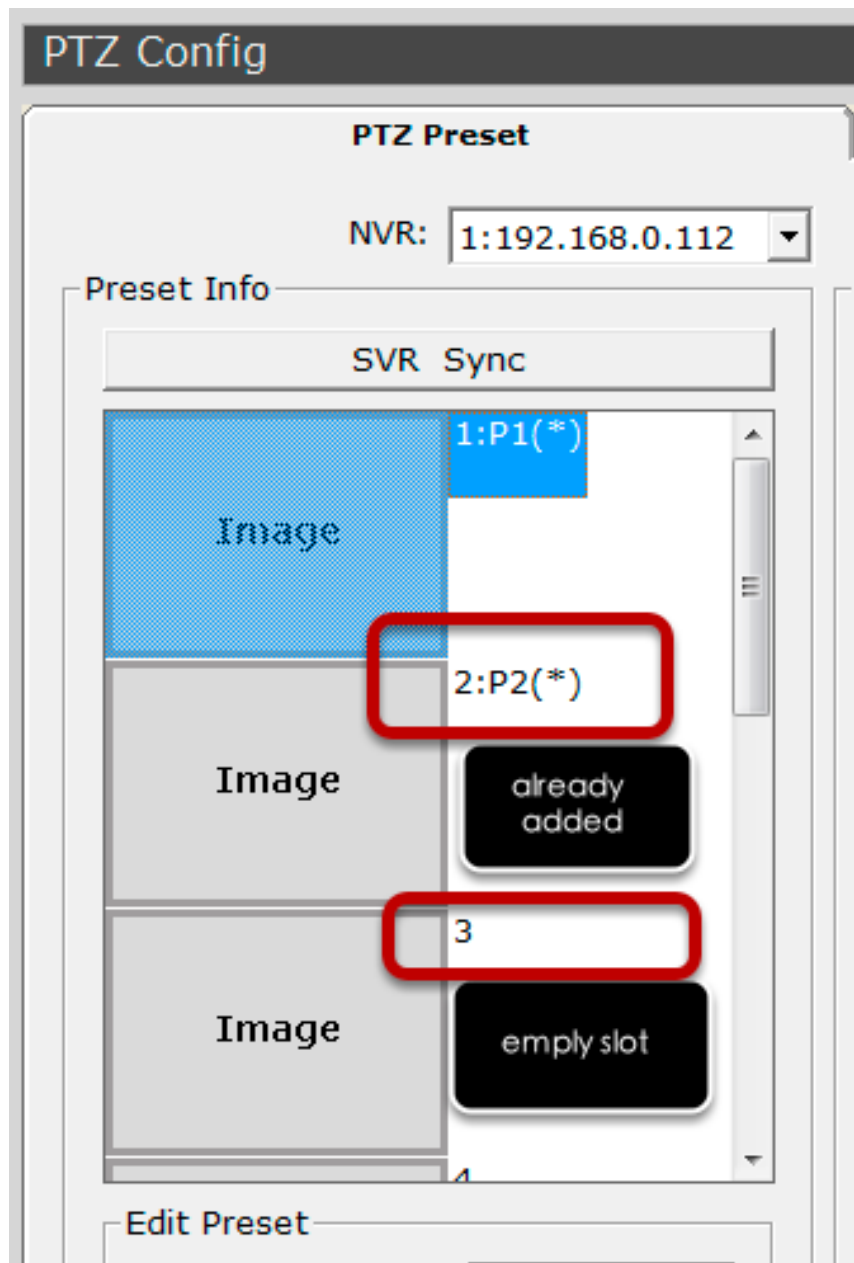 PTZ Config
PTZ Preset
NVR: 1:192.168.0.112
Preset Info
SVR Sync
1:P1(*)
Image
2:P2(*)
Image
already
added
3
Image
emply slot
4
Edit Preset